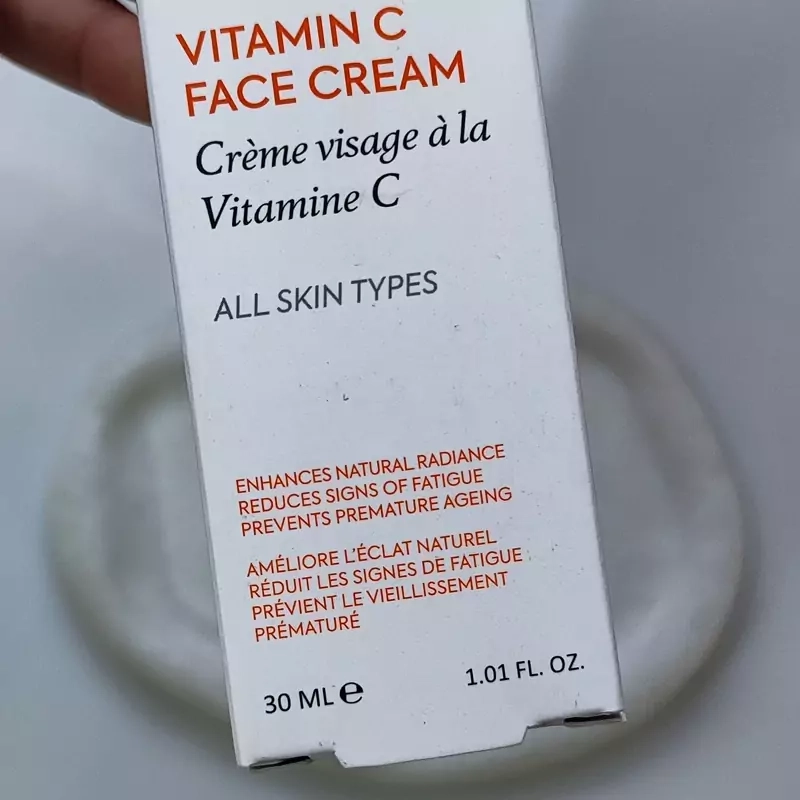 VITAMIN C
FACE CREAM
Crème visage à la
Vitamine C
ALL SKIN TYPES
ENHANCES NATURAL RADIANCE
REDUCES SIGNS OF FATIGUE
PREVENTS PREMATURE AGEING
AMÉLIORE L'ÉCLAT NATUREL
RÉDUIT LES SIGNES DE FATIGUE
PRÉVIENT LE VIEILLISSEMENT
PRÉMATURÉ
30 ML ℮ 1.01 FL. OZ.